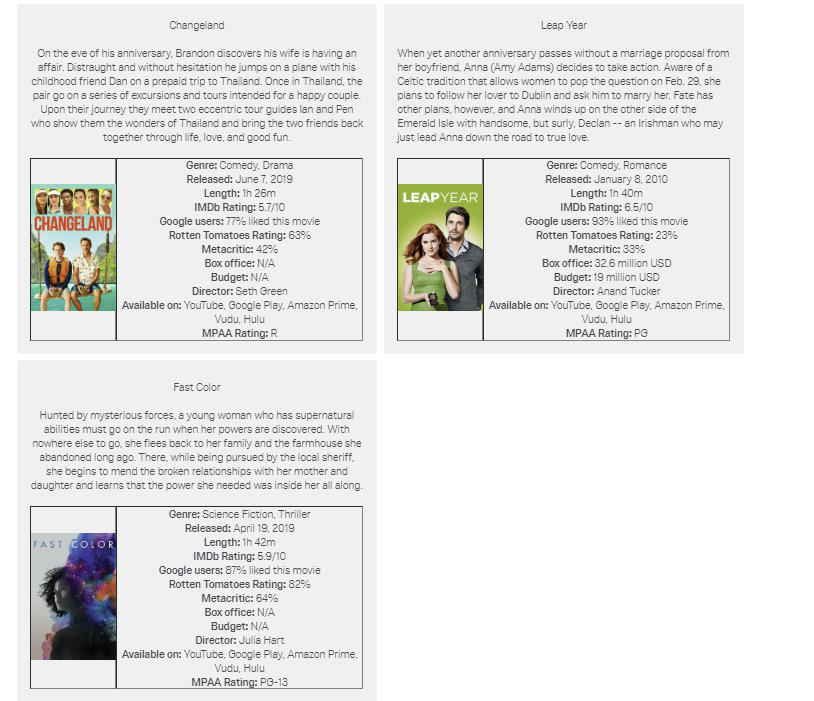 Changeland
On the eve of his anniversary, Brandon discovers his wife is having an
affair. Distraught and without hesitation he jumps on a plane with his
childhood friend Dan on a prepaid trip to Thailand. Once in Thailand, the
pair go on a series of excursions and tours intended for a happy couple.
Upon their journey they meet two eccentric tour guides Ian and Pen
who show them the wonders of Thailand and bring the two friends back
together through life, love, and good fun.
CHANGELAND
Genre: Comedy, Drama
Released: June 7, 2019
Length: 1h 26m
IMDb Rating: 5.7/10
Google users: 77% liked this movie
Rotten Tomatoes Rating: 63%
Metacritic: 42%
Box office: N/A
Budget: N/A
Director: Seth Green
Available on: YouTube, Google Play, Amazon Prime,
Vudu, Hulu
MPAA Rating: R
Leap Year
When yet another anniversary passes without a marriage proposal from
her boyfriend, Anna (Amy Adams) decides to take action. Aware of a
Celtic tradition that allows women to pop the question on Feb. 29, she
plans to follow her lover to Dublin and ask him to marry her. Fate has
other plans, however, and Anna winds up on the other side of the
Emerald Isle with handsome, but surly, Declan -- an Irishman who may
just lead Anna down the road to true love.
LEAP YEAR
Genre: Comedy, Romance
Released: January 8, 2010
Length: 1h 40m
IMDb Rating: 6.5/10
Google users: 93% liked this movie
Rotten Tomatoes Rating: 23%
Metacritic: 33%
Box office: 32.6 million USD
Budget: 19 million USD
Director: Anand Tucker
Available on: YouTube, Google Play, Amazon Prime,
Vudu, Hulu
MPAA Rating: PG
Fast Color
Hunted by mysterious forces, a young woman who has supernatural
abilities must go on the run when her powers are discovered. With
nowhere else to go, she flees back to her family and the farmhouse she
abandoned long ago. There, while being pursued by the local sheriff,
she begins to mend the broken relationships with her mother and
daughter and learns that the power she needed was inside her all along.
FAST COLOR
Genre: Science Fiction, Thriller
Released: April 19, 2019
Length: 1h 42m
IMDb Rating: 5.9/10
Google users: 87% liked this movie
Rotten Tomatoes Rating: 82%
Metacritic: 64%
Box office: N/A
Budget: N/A
Director: Julia Hart
Available on: YouTube, Google Play, Amazon Prime,
Vudu, Hulu
MPAA Rating: PG-13